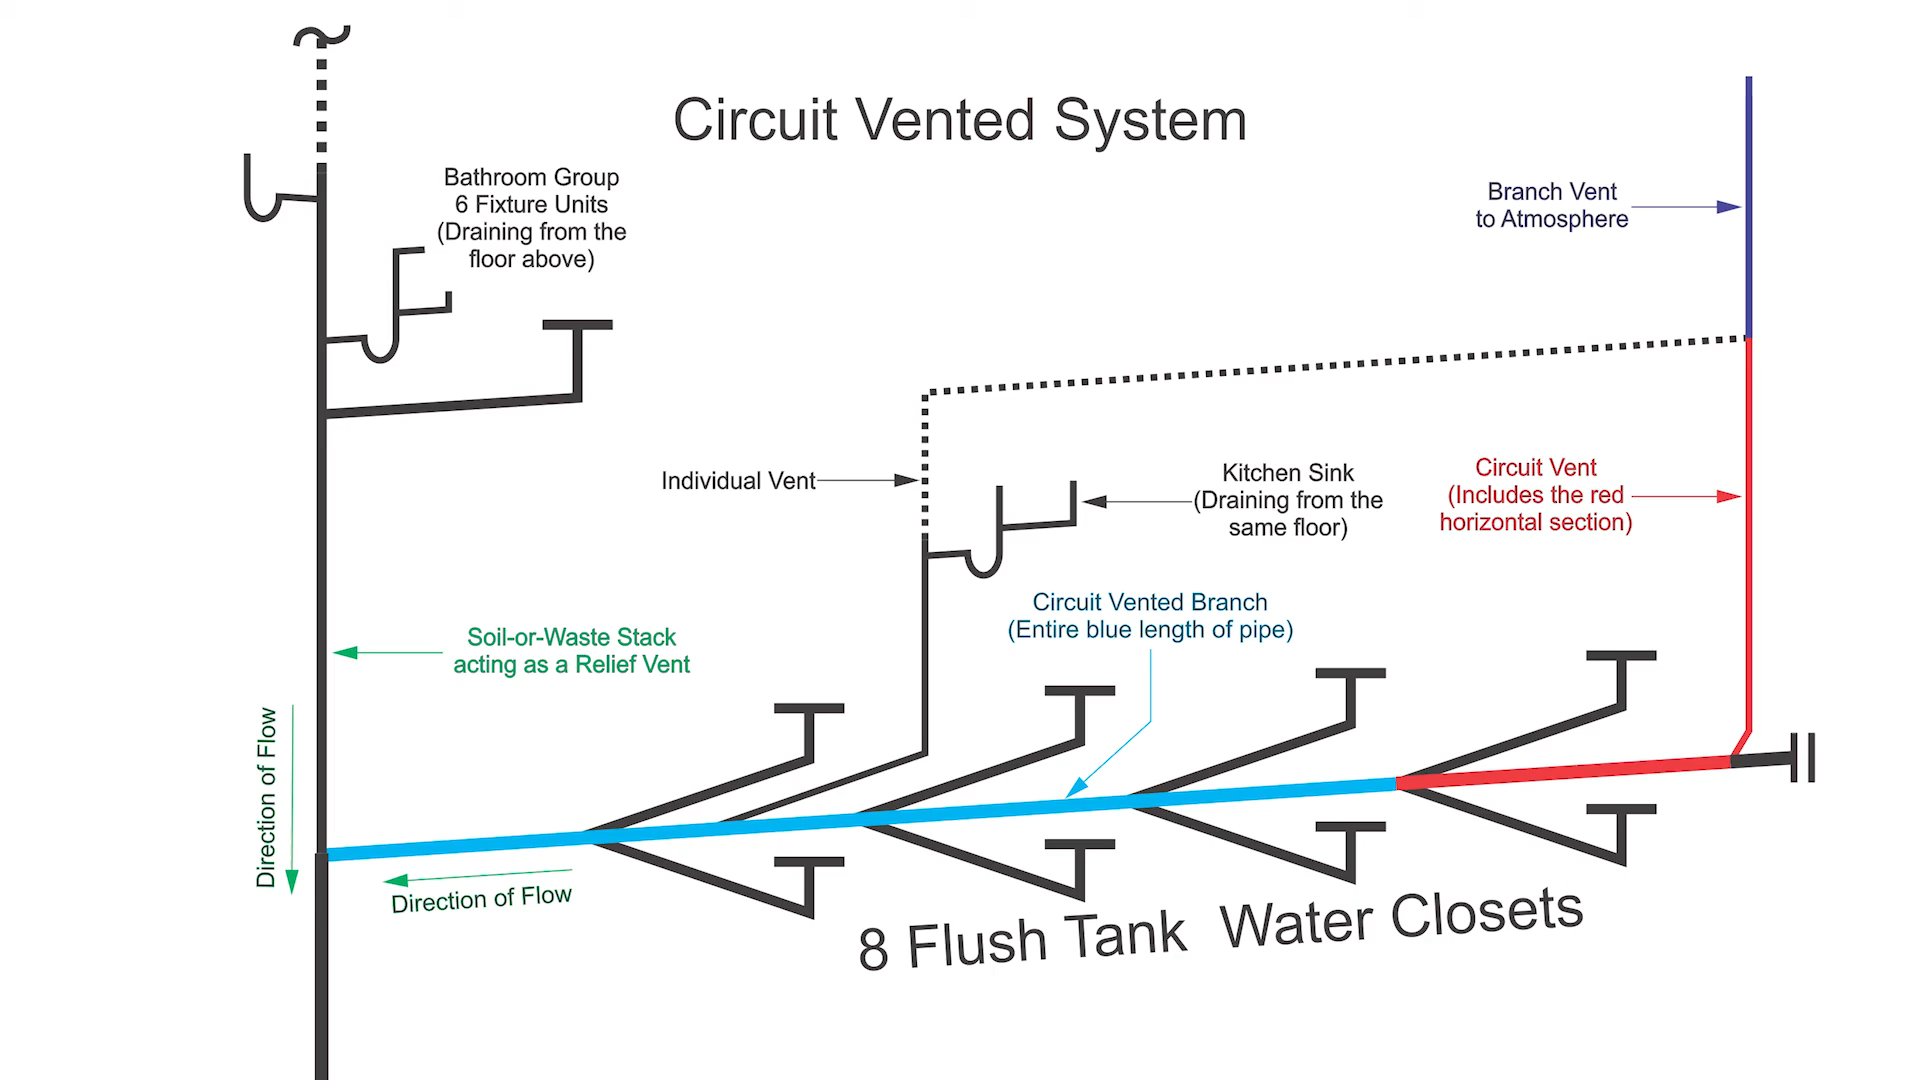 Circuit Vented System
Bathroom Group
6 Fixture Units
(Draining from the
floor above)
Branch Vent
to Atmosphere
Individual Vent
Kitchen Sink
(Draining from the
same floor)
Circuit Vent
(Includes the red
horizontal section)
Circuit Vented Branch
(Entire blue length of pipe)
Soil-or-Waste Stack
acting as a Relief Vent
Direction of Flow
Direction of Flow
8 Flush Tank Water Closets